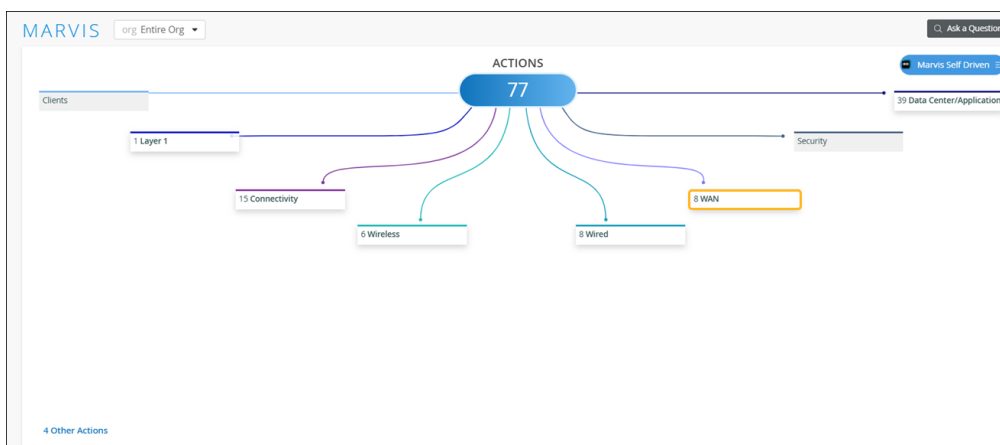 MARVIS
org Entire Org
Ask a Question
ACTIONS
77
Marvis Self Driven
Clients
39 Data Center/Application
1 Layer 1
Security
15 Connectivity
8 WAN
6 Wireless
8 Wired
4 Other Actions